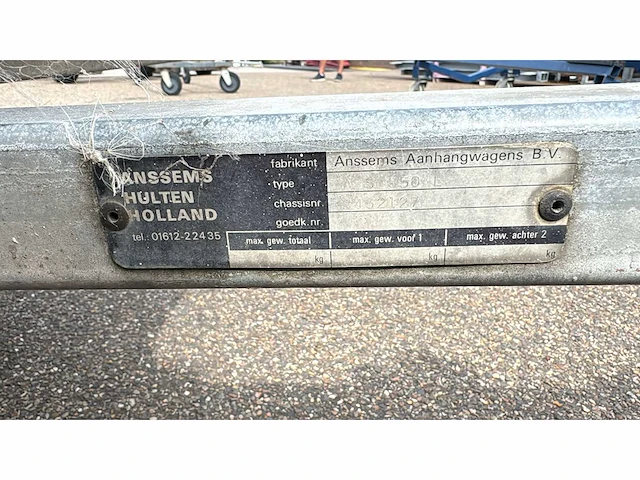 ANSSEMS
HULTEN
HOLLAND
tel.: 01612-22435
fabrikant Anssems Aanhangwagens B.V.
type
chassisnr
goedk.nr.
max. gew. totaal max. gew. voor 1 max. gew. achter 2
kg kg kg